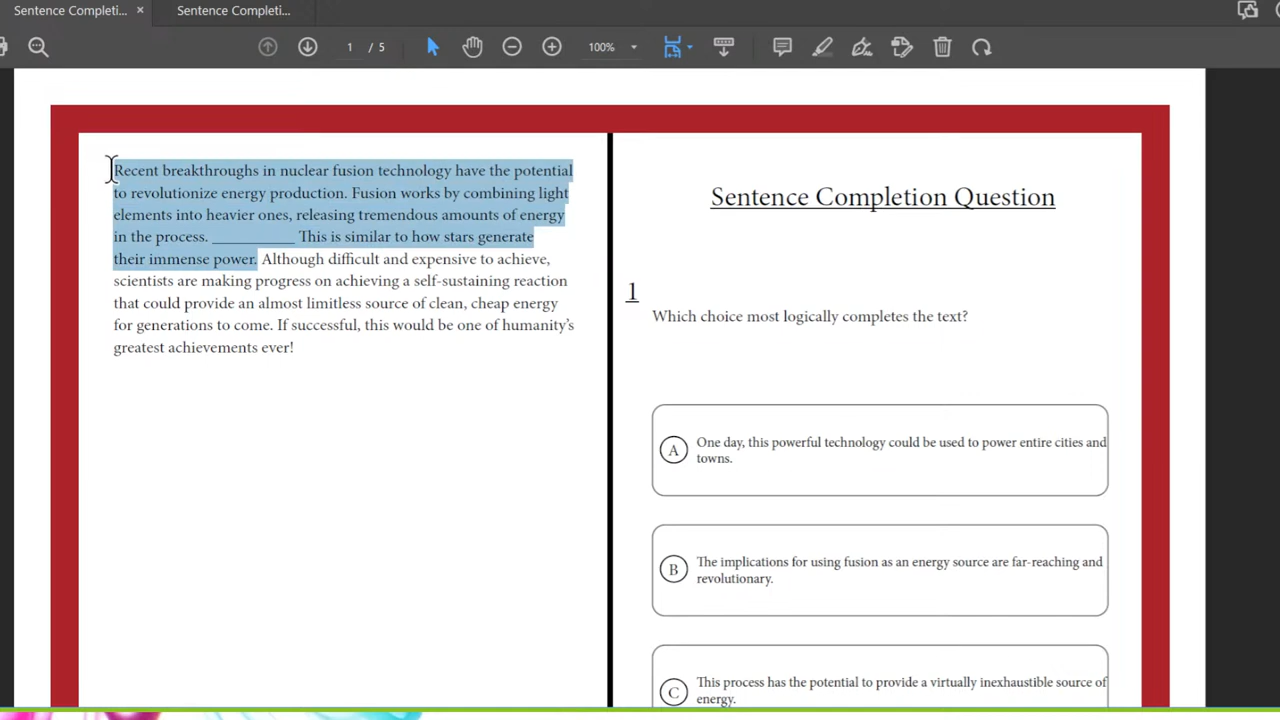 Sentence Completi... ×
Sentence Completi...
1 / 5
100%
Recent breakthroughs in nuclear fusion technology have the potential
to revolutionize energy production. Fusion works by combining light
elements into heavier ones, releasing tremendous amounts of energy
in the process. __________ This is similar to how stars generate
their immense power. Although difficult and expensive to achieve,
scientists are making progress on achieving a self-sustaining reaction
that could provide an almost limitless source of clean, cheap energy
for generations to come. If successful, this would be one of humanity’s
greatest achievements ever!
Sentence Completion Question
1
Which choice most logically completes the text?
A
One day, this powerful technology could be used to power entire cities and
towns.
B
The implications for using fusion as an energy source are far-reaching and
revolutionary.
C
This process has the potential to provide a virtually inexhaustible source of
energy.